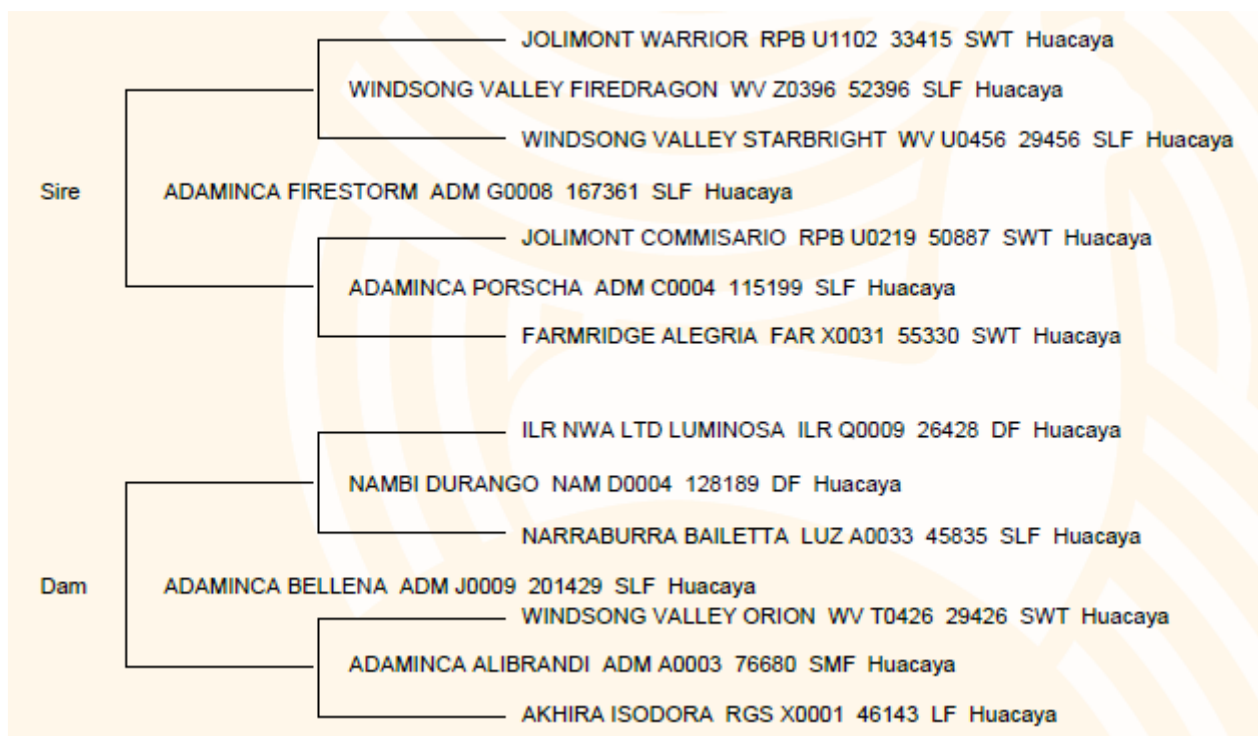 JOLIMONT WARRIOR RPB U1102 33415 SWT Huacaya
WINDSONG VALLEY FIREDRAGON WV Z0396 52396 SLF Huacaya
WINDSONG VALLEY STARBRIGHT WV U0456 29456 SLF Huacaya
Sire ADAMINCA FIRESTORM ADM G0008 167361 SLF Huacaya
JOLIMONT COMMISARIO RPB U0219 50887 SWT Huacaya
ADAMINCA PORSCHA ADM C0004 115199 SLF Huacaya
FARMRIDGE ALEGRIA FAR X0031 55330 SWT Huacaya
ILR NWA LTD LUMINOSA ILR Q0009 26428 DF Huacaya
NAMBI DURANGO NAM D0004 128189 DF Huacaya
NARRABURRA BAILETTA LUZ A0033 45835 SLF Huacaya
Dam ADAMINCA BELLENA ADM J0009 201429 SLF Huacaya
WINDSONG VALLEY ORION WV T0426 29426 SWT Huacaya
ADAMINCA ALIBRANDI ADM A0003 76680 SMF Huacaya
AKHIRA ISODORA RGS X0001 46143 LF Huacaya